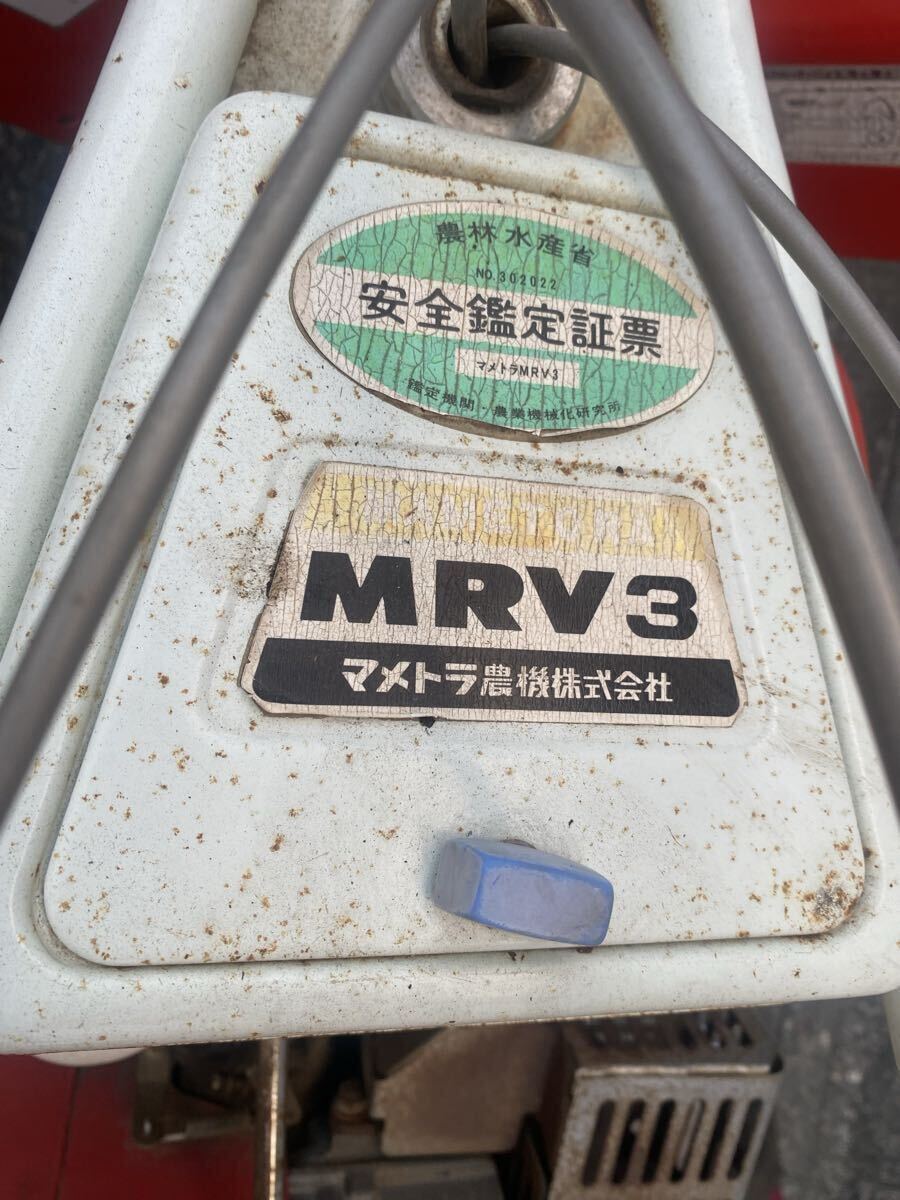 農林水産省
NO.302022
安全鑑定証票
マメトラMRV3
鑑定機関・農業機械化研究所
MRV3
マメトラ農機株式会社